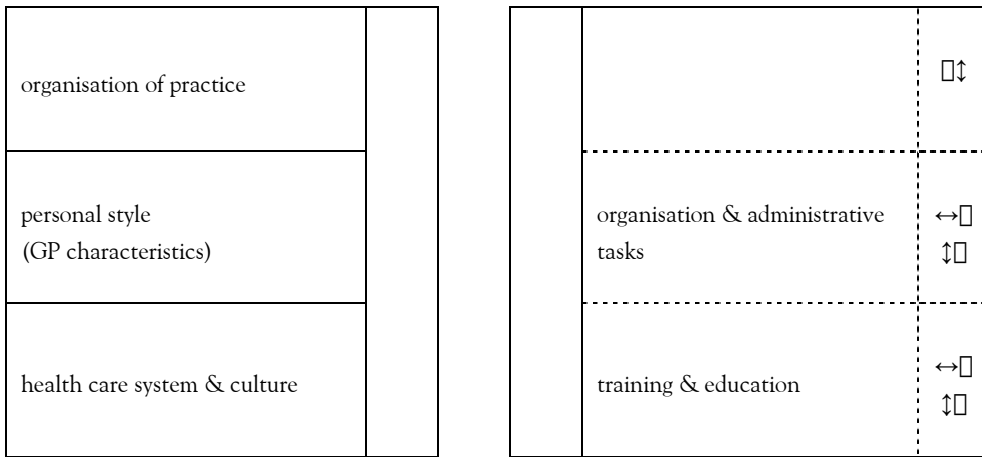 organisation of practice
personal style
(GP characteristics)
health care system & culture
▯↕
organisation & administrative
tasks
↔▯
↕▯
training & education
↔▯
↕▯